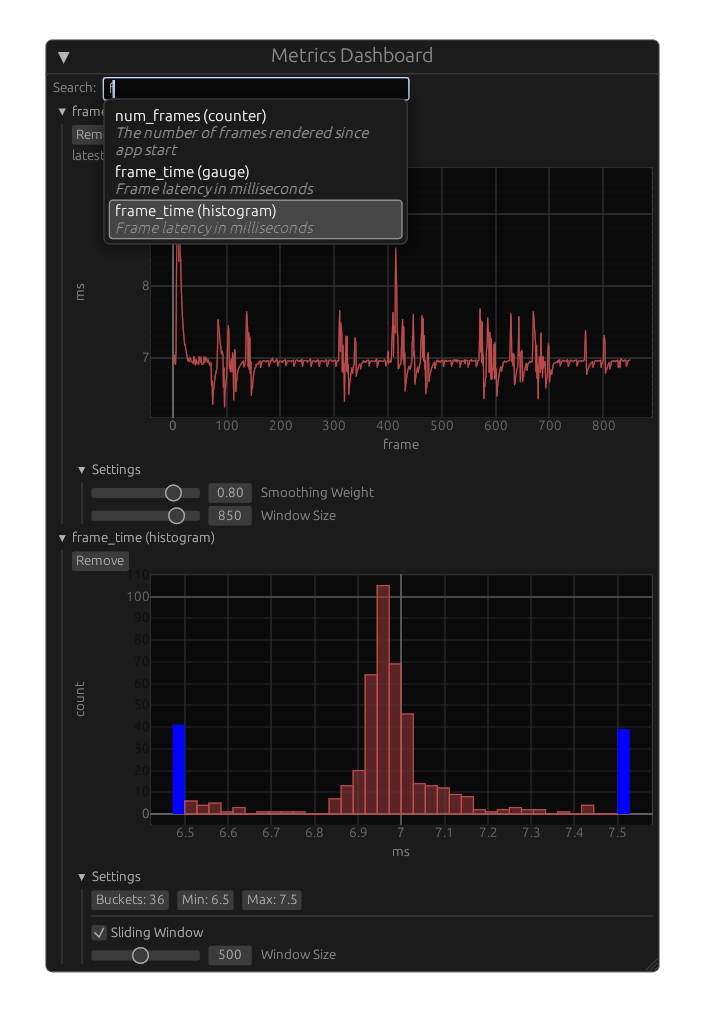 Metrics Dashboard
Search: f
num_frames (counter)
The number of frames rendered since
app start
frame_time (gauge)
Frame latency in milliseconds
frame_time (histogram)
Frame latency in milliseconds
frame
Rem
latest
ms
8
7
0 100 200 300 400 500 600 700 800
frame
Settings
0.80 Smoothing Weight
850 Window Size
frame_time (histogram)
Remove
110
100
90
80
70
60
50
40
30
20
10
0
count
6.5 6.6 6.7 6.8 6.9 7 7.1 7.2 7.3 7.4 7.5
ms
Settings
Buckets: 36 Min: 6.5 Max: 7.5
Sliding Window
500 Window Size